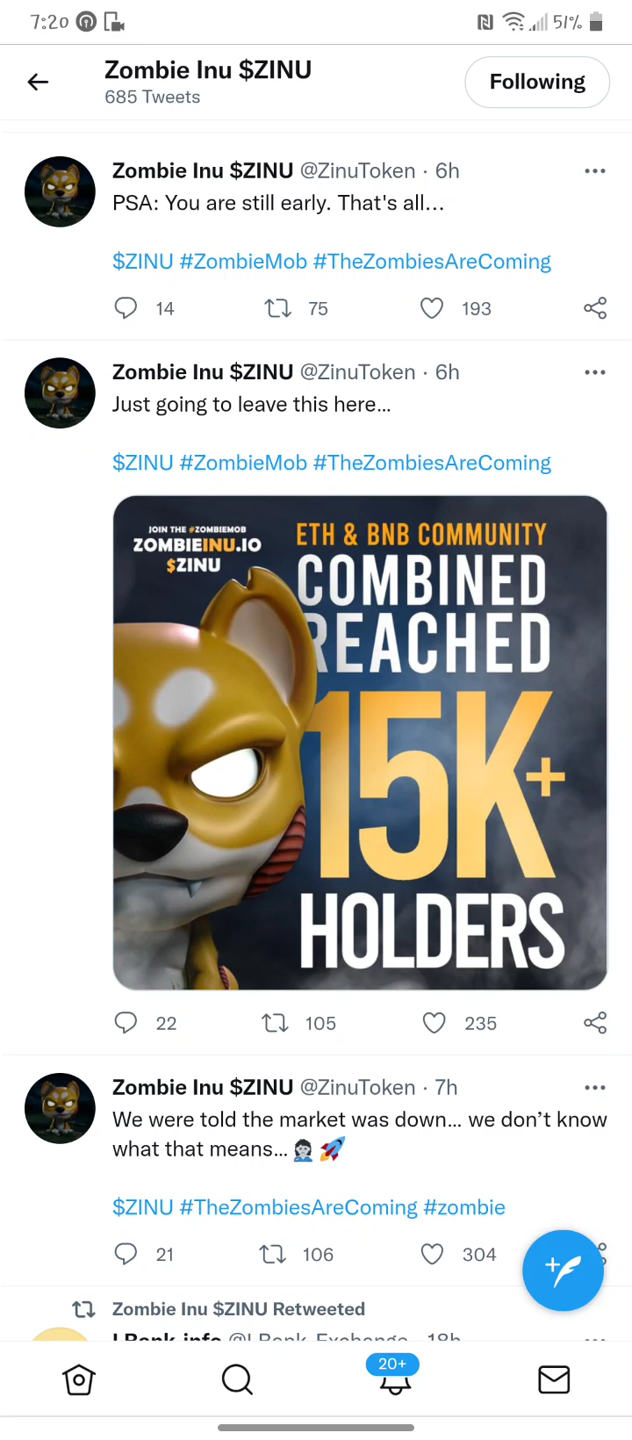 7:20
51%
Zombie Inu $ZINU
685 Tweets
Following
Zombie Inu $ZINU @ZinuToken · 6h
PSA: You are still early. That's all...
$ZINU #ZombieMob #TheZombiesAreComing
14 75 193
Zombie Inu $ZINU @ZinuToken · 6h
Just going to leave this here...
$ZINU #ZombieMob #TheZombiesAreComing
JOIN THE #ZOMBIEMOB
ZOMBIEINU.IO
$ZINU
ETH & BNB COMMUNITY
COMBINED
REACHED
15K+
HOLDERS
22 105 235
Zombie Inu $ZINU @ZinuToken · 7h
We were told the market was down... we don’t know
what that means... 🧟🚀
$ZINU #TheZombiesAreComing #zombie
21 106 304
Zombie Inu $ZINU Retweeted
LBank.info @LBank_Exchange · 18h
20+